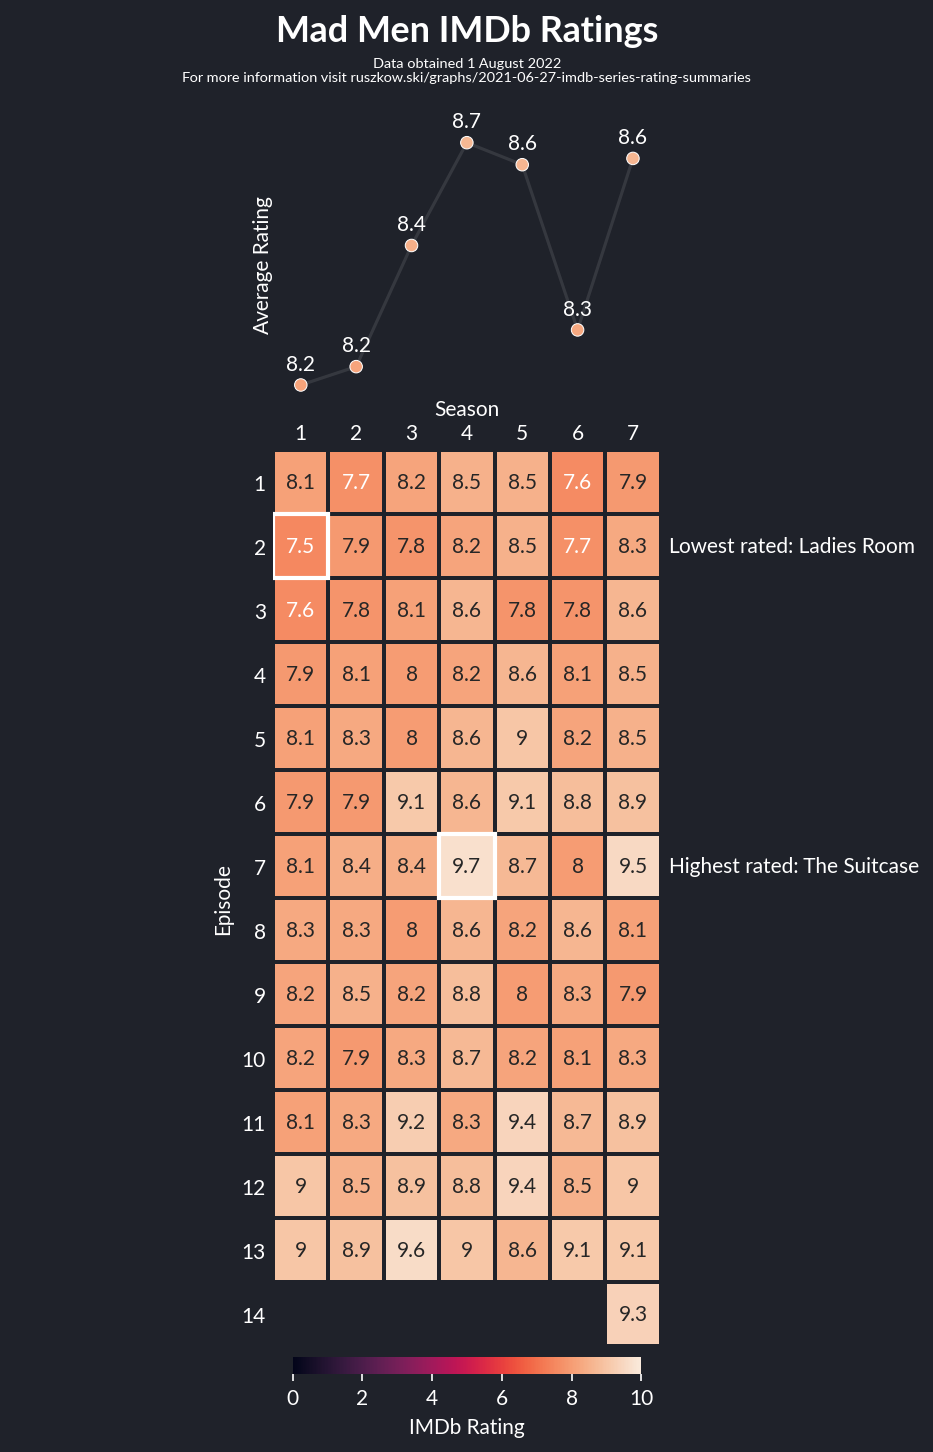 Mad Men IMDb Ratings
Data obtained 1 August 2022
For more information visit ruszkow.ski/graphs/2021-06-27-imdb-series-rating-summaries
Average Rating
8.2 8.2 8.4 8.7 8.6 8.3 8.6
Season
1 2 3 4 5 6 7
1 8.1 7.7 8.2 8.5 8.5 7.6 7.9
2 7.5 7.9 7.8 8.2 8.5 7.7 8.3 Lowest rated: Ladies Room
3 7.6 7.8 8.1 8.6 7.8 7.8 8.6
4 7.9 8.1 8 8.2 8.6 8.1 8.5
5 8.1 8.3 8 8.6 9 8.2 8.5
6 7.9 7.9 9.1 8.6 9.1 8.8 8.9
7 8.1 8.4 8.4 9.7 8.7 8 9.5 Highest rated: The Suitcase
Episode
8 8.3 8.3 8 8.6 8.2 8.6 8.1
9 8.2 8.5 8.2 8.8 8 8.3 7.9
10 8.2 7.9 8.3 8.7 8.2 8.1 8.3
11 8.1 8.3 9.2 8.3 9.4 8.7 8.9
12 9 8.5 8.9 8.8 9.4 8.5 9
13 9 8.9 9.6 9 8.6 9.1 9.1
14 9.3
0 2 4 6 8 10
IMDb Rating